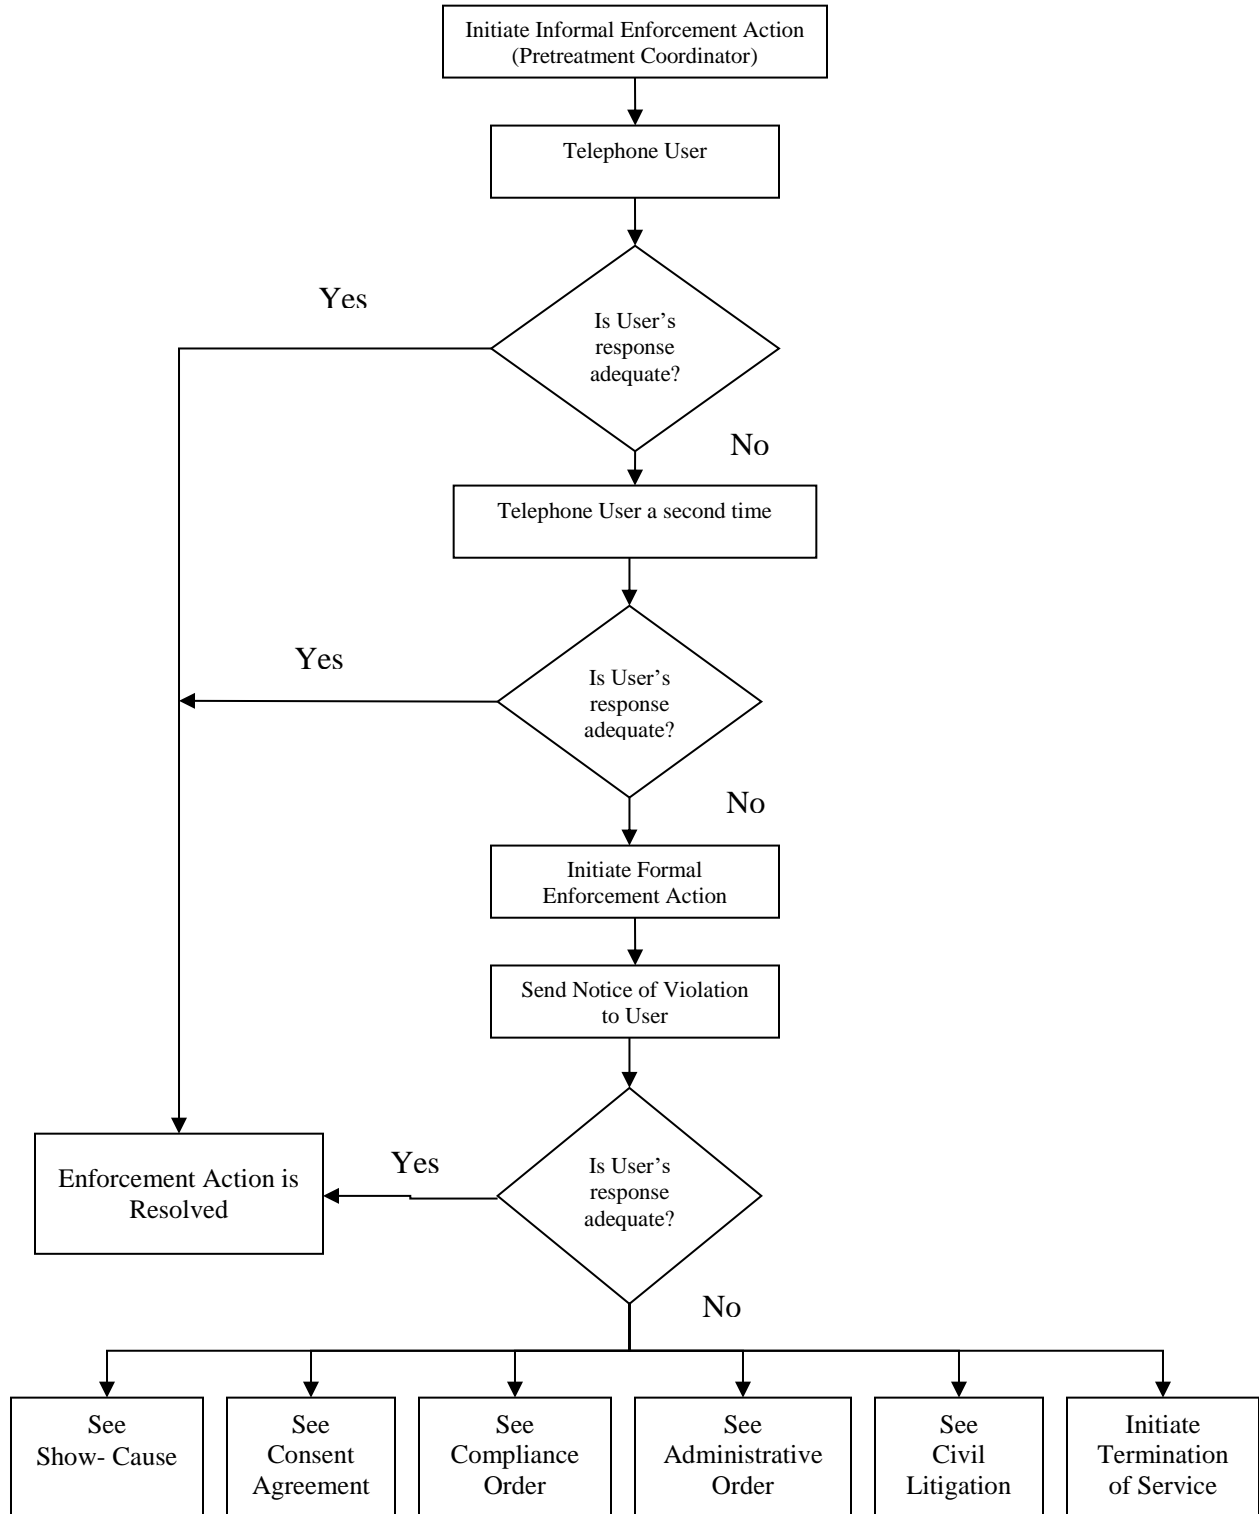 Initiate Informal Enforcement Action
(Pretreatment Coordinator)
Telephone User
Yes
Is User’s
response
adequate?
No
Telephone User a second time
Yes
Is User’s
response
adequate?
No
Initiate Formal
Enforcement Action
Send Notice of Violation
to User
Enforcement Action is
Resolved
Yes
Is User’s
response
adequate?
No
See
Show- Cause
See
Consent
Agreement
See
Compliance
Order
See
Administrative
Order
See
Civil
Litigation
Initiate
Termination
of Service